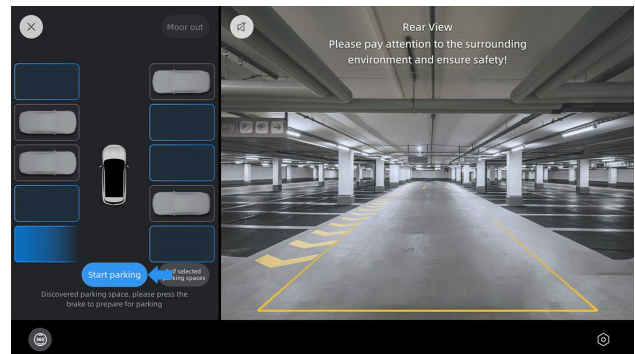 Moor out
Rear View
Please pay attention to the surrounding
environment and ensure safety!
Start parking
selected
parking spaces
Discovered parking space, please press the
brake to prepare for parking
360